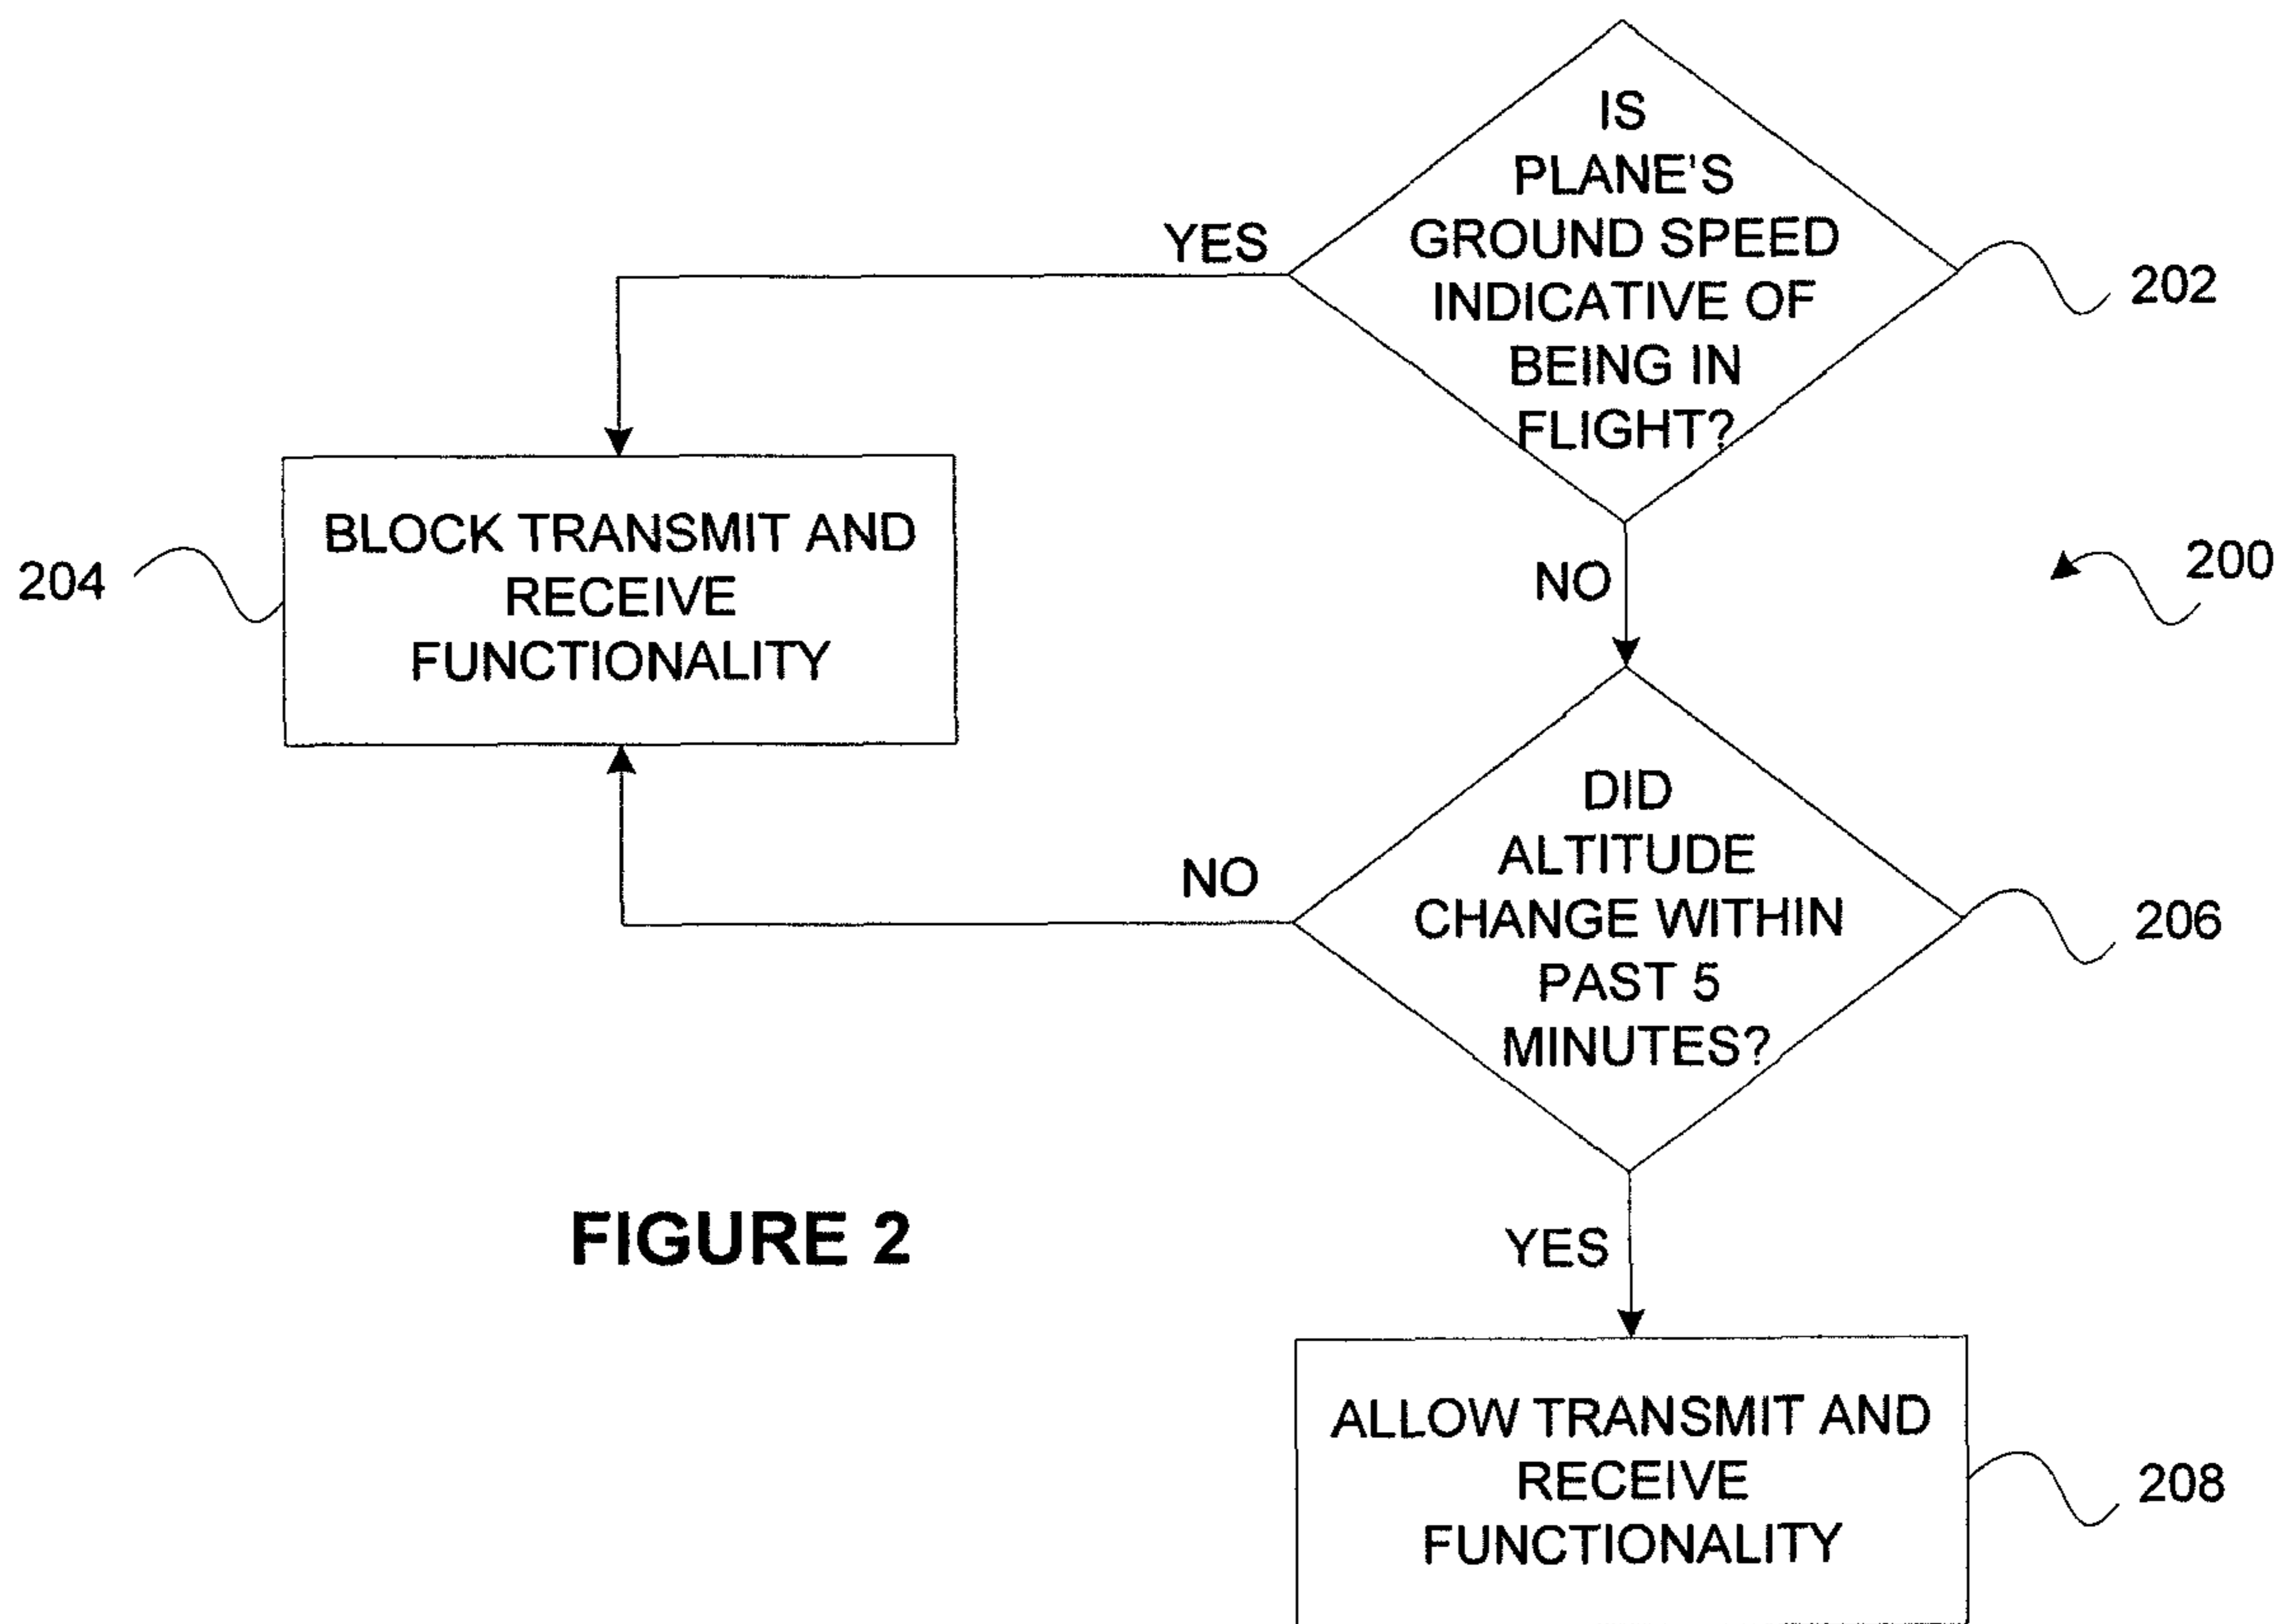 IS
PLANE'S
GROUND SPEED
INDICATIVE OF
BEING IN
FLIGHT?
202
YES
BLOCK TRANSMIT AND
RECEIVE
FUNCTIONALITY
204
NO
200
DID
ALTITUDE
CHANGE WITHIN
PAST 5
MINUTES?
206
NO
YES
FIGURE 2
ALLOW TRANSMIT AND
RECEIVE
FUNCTIONALITY
208